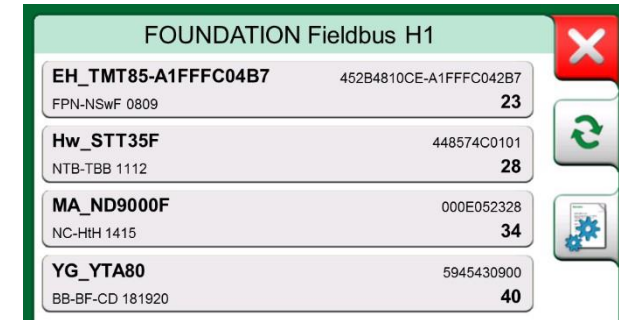 FOUNDATION Fieldbus H1
EH_TMT85-A1FFFC04B7 452B4810CE-A1FFFC042B7
FPN-NSwF 0809 23
Hw_STT35F 448574C0101
NTB-TBB 1112 28
MA_ND9000F 000E052328
NC-HtH 1415 34
YG_YTA80 5945430900
BB-BF-CD 181920 40